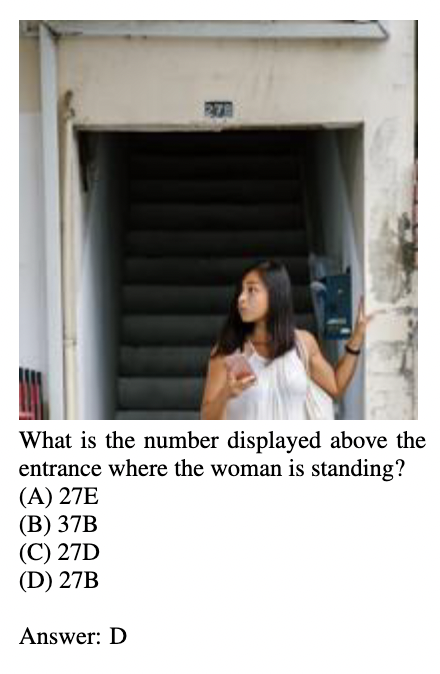 27B
What is the number displayed above the
entrance where the woman is standing?
(A) 27E
(B) 37B
(C) 27D
(D) 27B
Answer: D